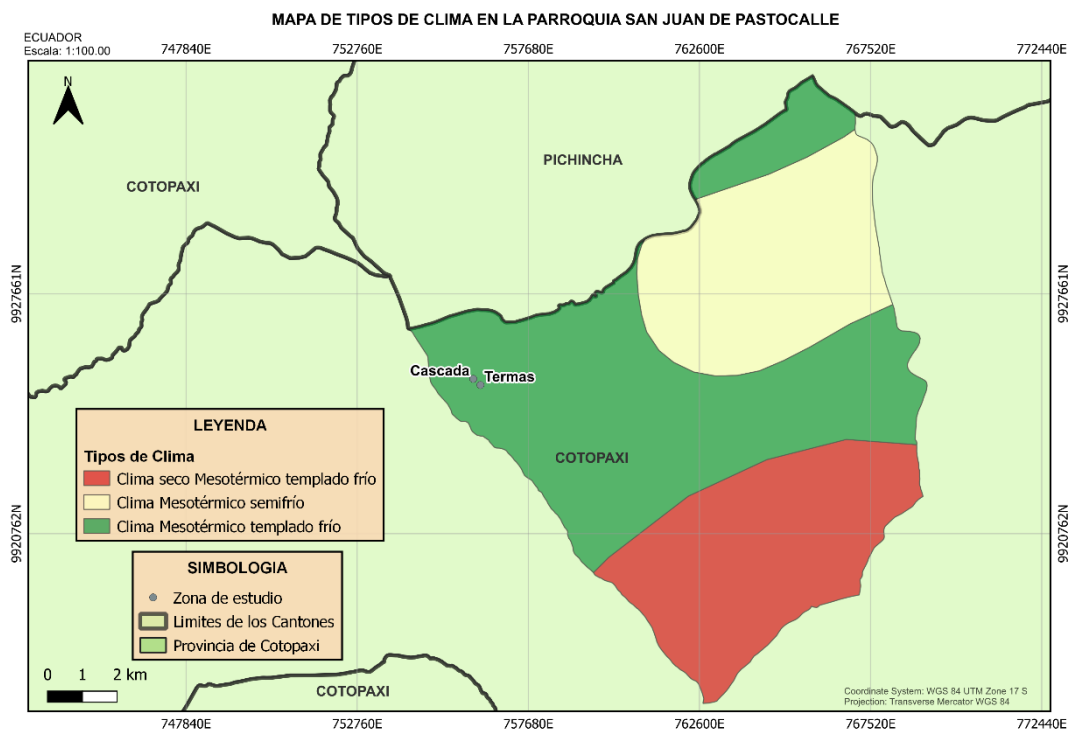 MAPA DE TIPOS DE CLIMA EN LA PARROQUIA SAN JUAN DE PASTOCALLE
ECUADOR
Escala: 1:100.00
747840E 752760E 757680E 762600E 767520E 772440E
N
PICHINCHA
COTOPAXI
9927661N
9927661N
Cascada
Termas
COTOPAXI
LEYENDA
Tipos de Clima
Clima seco Mesotérmico templado frío
Clima Mesotérmico semifrío
Clima Mesotérmico templado frío
9920762N
9920762N
SIMBOLOGIA
Zona de estudio
Limites de los Cantones
Provincia de Cotopaxi
0 1 2 km
COTOPAXI
Coordinate System: WGS 84 UTM Zone 17 S
Projection: Transverse Mercator WGS 84
747840E 752760E 757680E 762600E 767520E 772440E